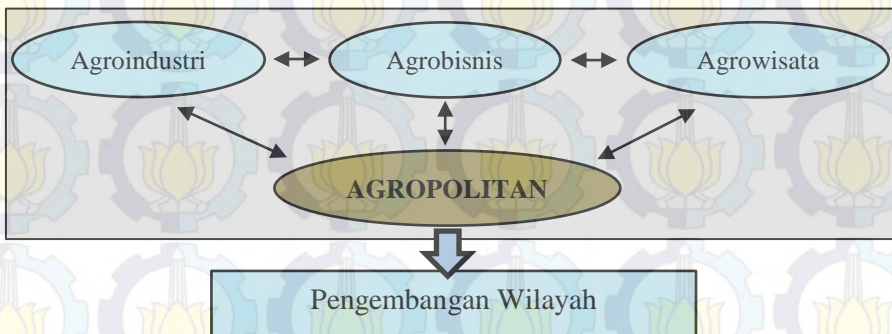 Agroindustri
Agrobisnis
Agrowisata
AGROPOLITAN
Pengembangan Wilayah